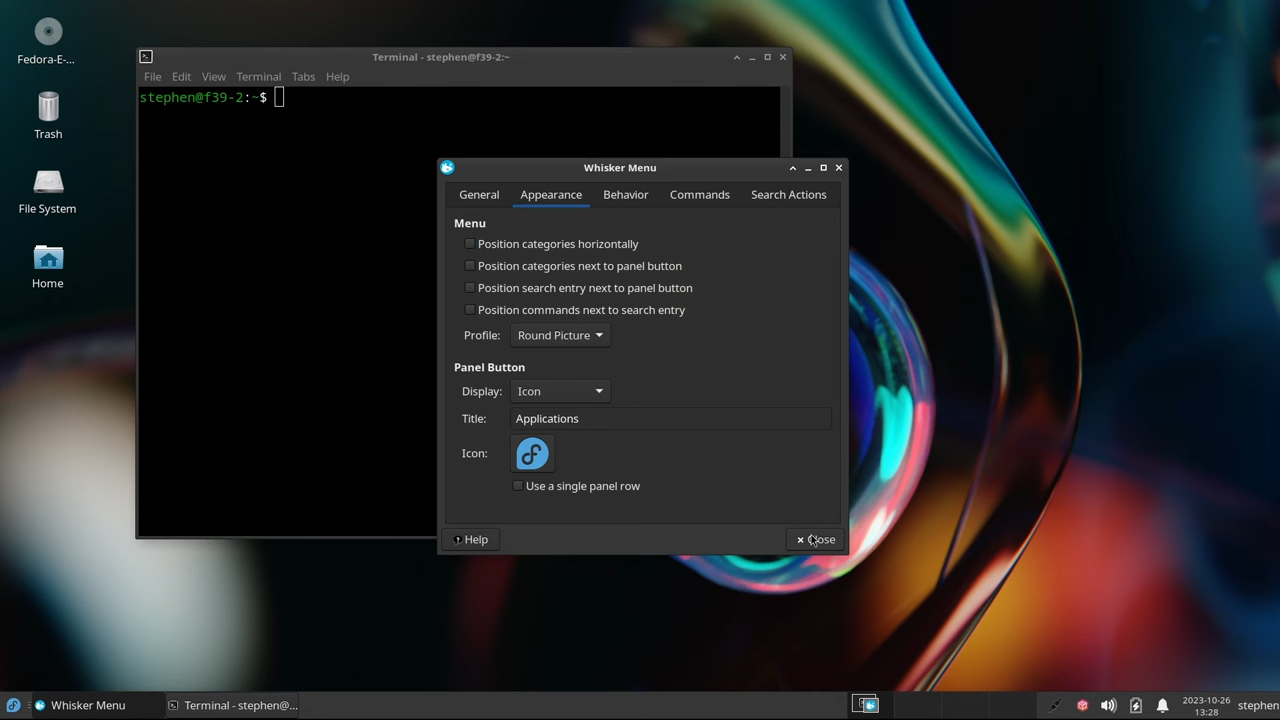 Fedora-E-...
Trash
File System
Home
Terminal - stephen@f39-2:~
File Edit View Terminal Tabs Help
stephen@f39-2:~$
Whisker Menu
General Appearance Behavior Commands Search Actions
Menu
Position categories horizontally
Position categories next to panel button
Position search entry next to panel button
Position commands next to search entry
Profile: Round Picture
Panel Button
Display: Icon
Title: Applications
Icon:
Use a single panel row
Help
Close
Whisker Menu
Terminal - stephen@...
2023-10-26
13:28
stephen